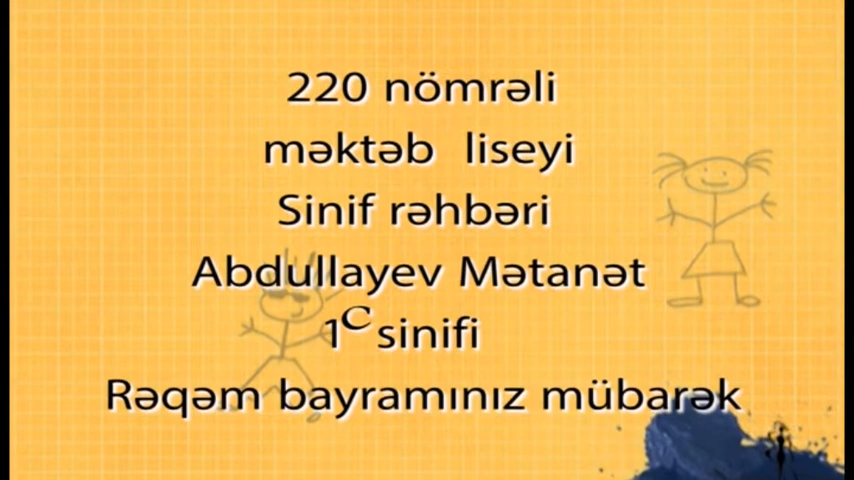 220 nömrəli
məktəb liseyi
Sinif rəhbəri
Abdullayev Mətanət
1C sinifi
Rəqəm bayramınız mübarək